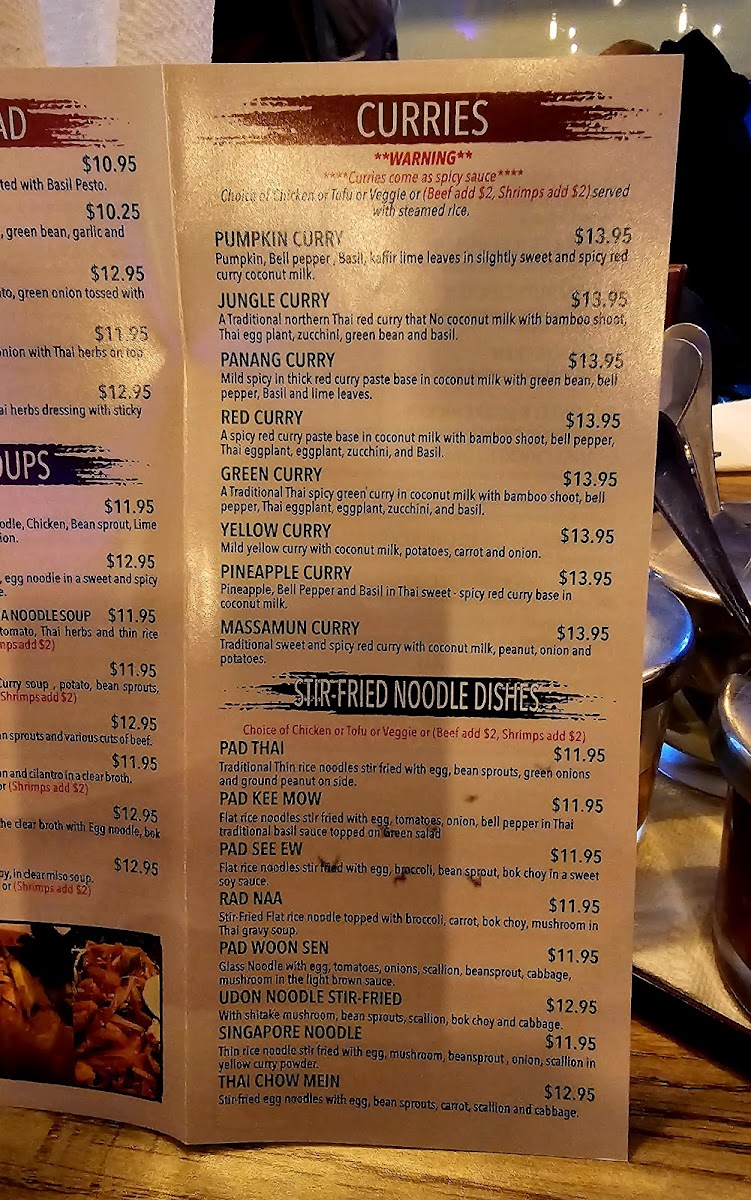 AD
$10.95
ted with Basil Pesto.
$10.25
, green bean, garlic and
$12.95
to, green onion tossed with
$11.95
nion with Thai herbs on top
$12.95
ai herbs dressing with sticky
OUPS
$11.95
odle, Chicken, Bean sprout, Lime
ion.
$12.95
, egg noodle in a sweet and spicy
e.
A NOODLE SOUP $11.95
tomato, Thai herbs and thin rice
mps add $2)
$11.95
Curry soup , potato, bean sprouts,
Shrimps add $2)
$12.95
an sprouts and various cuts of beef.
$11.95
on and cilantro in a clear broth.
or (Shrimps add $2)
$12.95
the clear broth with Egg noodle, bok
$12.95
oy, in clear miso soup.
or (Shrimps add $2)
CURRIES
**WARNING**
****Curries come as spicy sauce****
Choice of Chicken or Tofu or Veggie or (Beef add $2, Shrimps add $2) served
with steamed rice.
PUMPKIN CURRY $13.95
Pumpkin, Bell pepper, Basil, kaffir lime leaves in slightly sweet and spicy red
curry coconut milk.
JUNGLE CURRY $13.95
A Traditional northern Thai red curry that No coconut milk with bamboo shoot,
Thai egg plant, zucchini, green bean and basil.
PANANG CURRY $13.95
Mild spicy in thick red curry paste base in coconut milk with green bean, bell
pepper, Basil and lime leaves.
RED CURRY $13.95
A spicy red curry paste base in coconut milk with bamboo shoot, bell pepper,
Thai eggplant, eggplant, zucchini, and Basil.
GREEN CURRY $13.95
A Traditional Thai spicy green curry in coconut milk with bamboo shoot, bell
pepper, Thai eggplant, eggplant, zucchini, and basil.
YELLOW CURRY $13.95
Mild yellow curry with coconut milk, potatoes, carrot and onion.
PINEAPPLE CURRY $13.95
Pineapple, Bell Pepper and Basil in Thai sweet - spicy red curry base in
coconut milk.
MASSAMUN CURRY $13.95
Traditional sweet and spicy red curry with coconut milk, peanut, onion and
potatoes.
STIR-FRIED NOODLE DISHES
Choice of Chicken or Tofu or Veggie or (Beef add $2, Shrimps add $2)
PAD THAI $11.95
Traditional Thin rice noodles stir fried with egg, bean sprouts, green onions
and ground peanut on side.
PAD KEE MOW $11.95
Flat rice noodles stir fried with egg, tomatoes, onion, bell pepper in Thai
traditional basil sauce topped on Green salad
PAD SEE EW $11.95
Flat rice noodles stir fried with egg, broccoli, bean sprout, bok choy in a sweet
soy sauce.
RAD NAA $11.95
Stir-Fried Flat rice noodle topped with broccoli, carrot, bok choy, mushroom in
Thai gravy soup.
PAD WOON SEN $11.95
Glass Noodle with egg, tomatoes, onions, scallion, beansprout, cabbage,
mushroom in the light brown sauce.
UDON NOODLE STIR-FRIED $12.95
With shitake mushroom, bean sprouts, scallion, bok choy and cabbage.
SINGAPORE NOODLE $11.95
Thin rice noodle stir fried with egg, mushroom, beansprout , onion, scallion in
yellow curry powder.
THAI CHOW MEIN $12.95
Stir-fried egg noodles with egg, bean sprouts, carrot, scallion and cabbage.